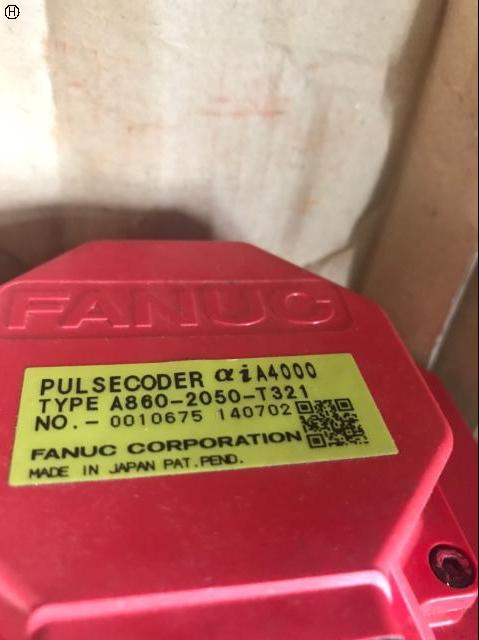 H
FANUC
PULSECODER αiA4000
TYPE A860-2050-T321
NO.- 0010675 140702
FANUC CORPORATION
MADE IN JAPAN PAT.PEND.